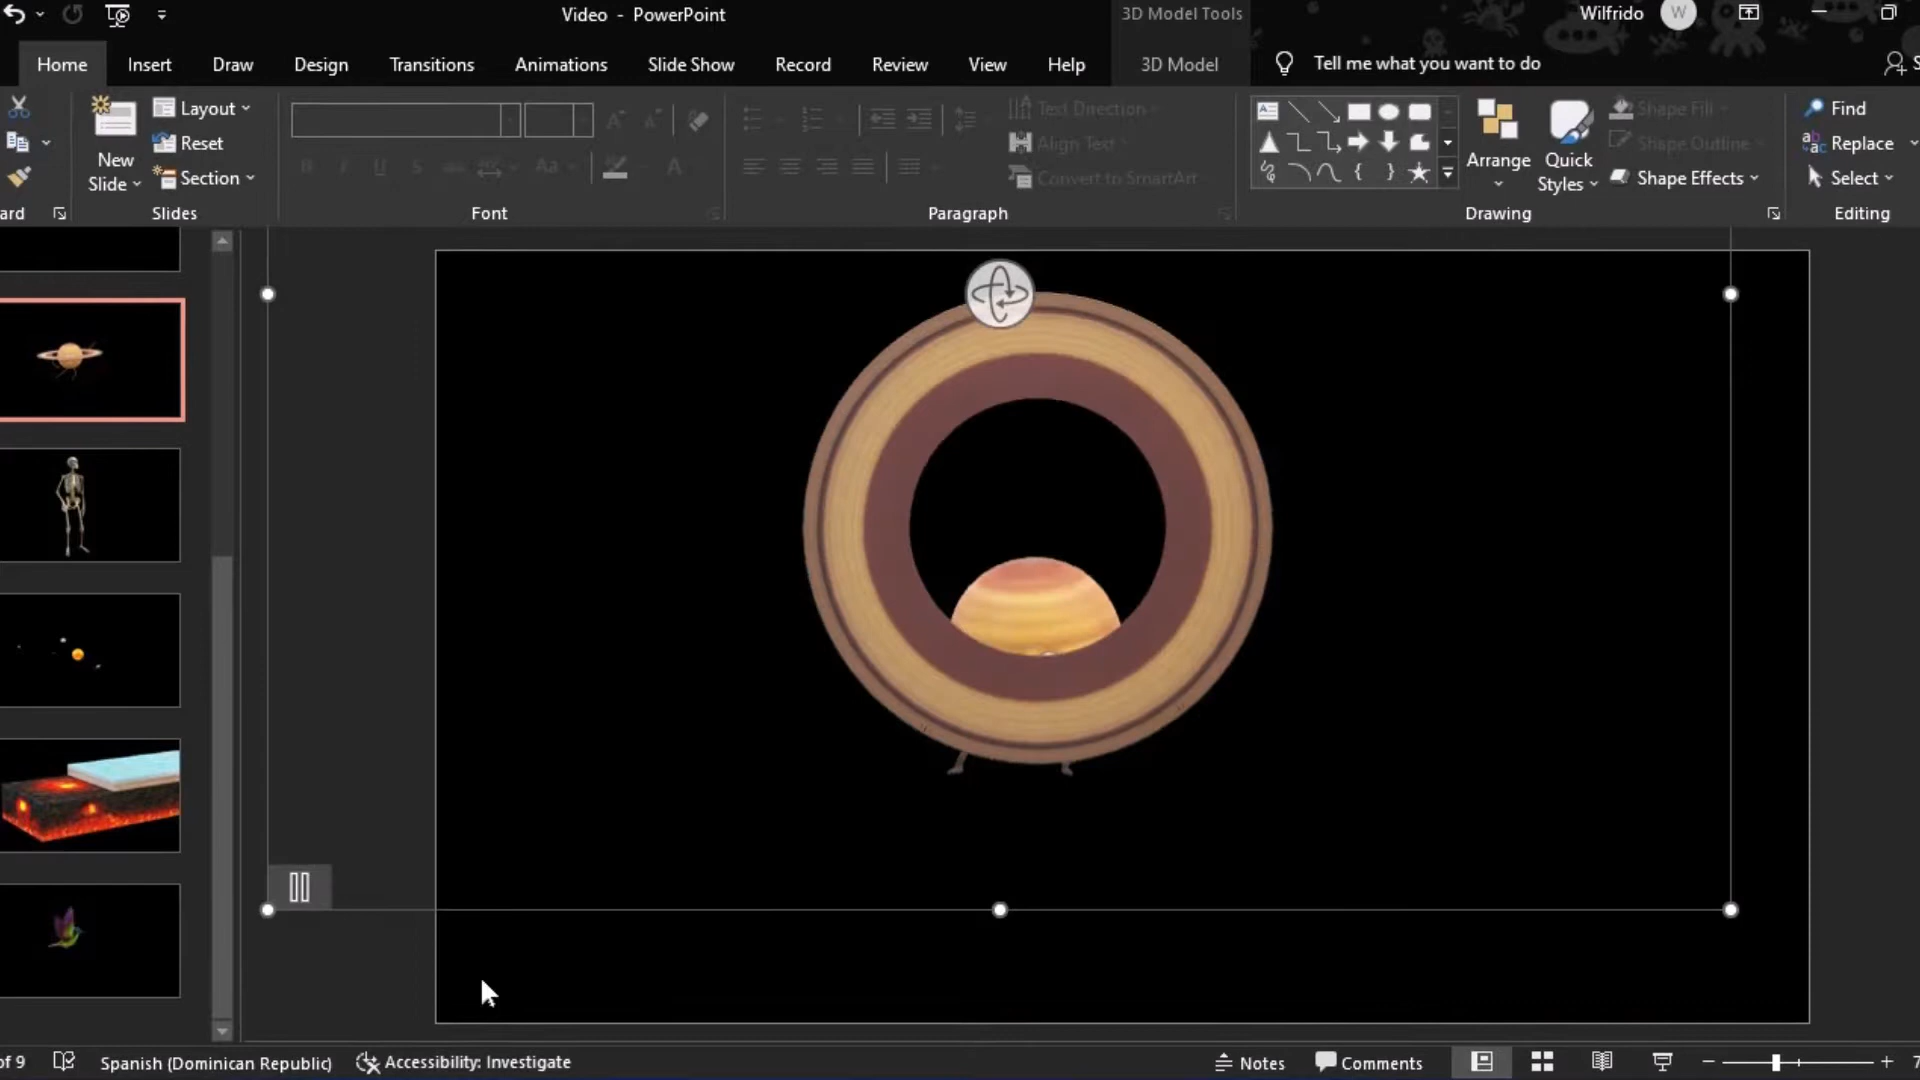 Video - PowerPoint
3D Model Tools
Wilfrido
W
Home
Insert
Draw
Design
Transitions
Animations
Slide Show
Record
Review
View
Help
3D Model
Tell me what you want to do
New
Slide
Layout
Reset
Section
Text Direction
Align Text
Convert to SmartArt
Arrange
Quick
Styles
Shape Fill
Shape Outline
Shape Effects
Find
Replace
Select
ard
Slides
Font
Paragraph
Drawing
Editing
of 9
Spanish (Dominican Republic)
Accessibility: Investigate
Notes
Comments
7